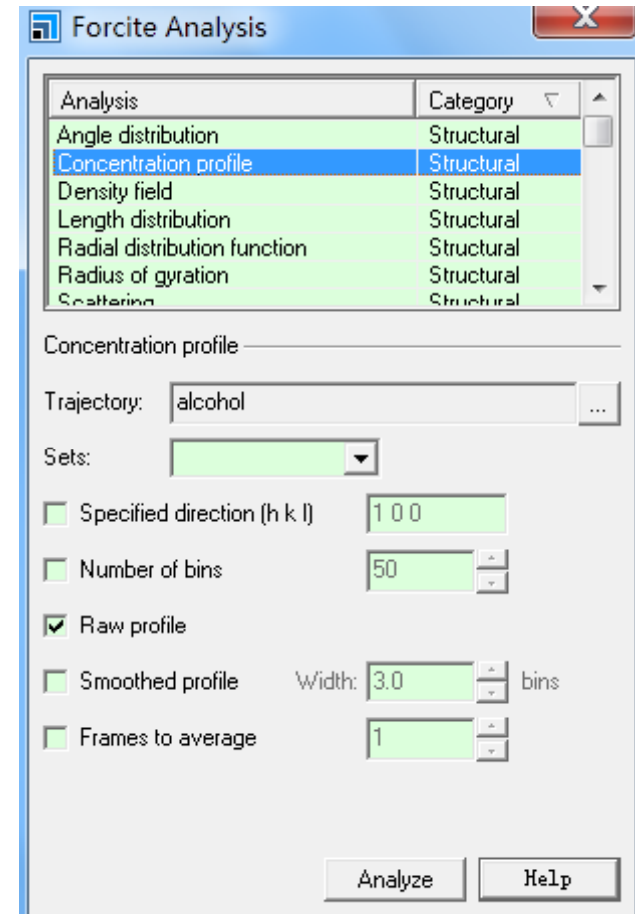 Forcite Analysis
Analysis Category
Angle distribution Structural
Concentration profile Structural
Density field Structural
Length distribution Structural
Radial distribution function Structural
Radius of gyration Structural
Scattering Structural
Concentration profile
Trajectory: alcohol ...
Sets:
Specified direction (h k l) 1 0 0
Number of bins 50
Raw profile
Smoothed profile Width: 3.0 bins
Frames to average 1
Analyze Help